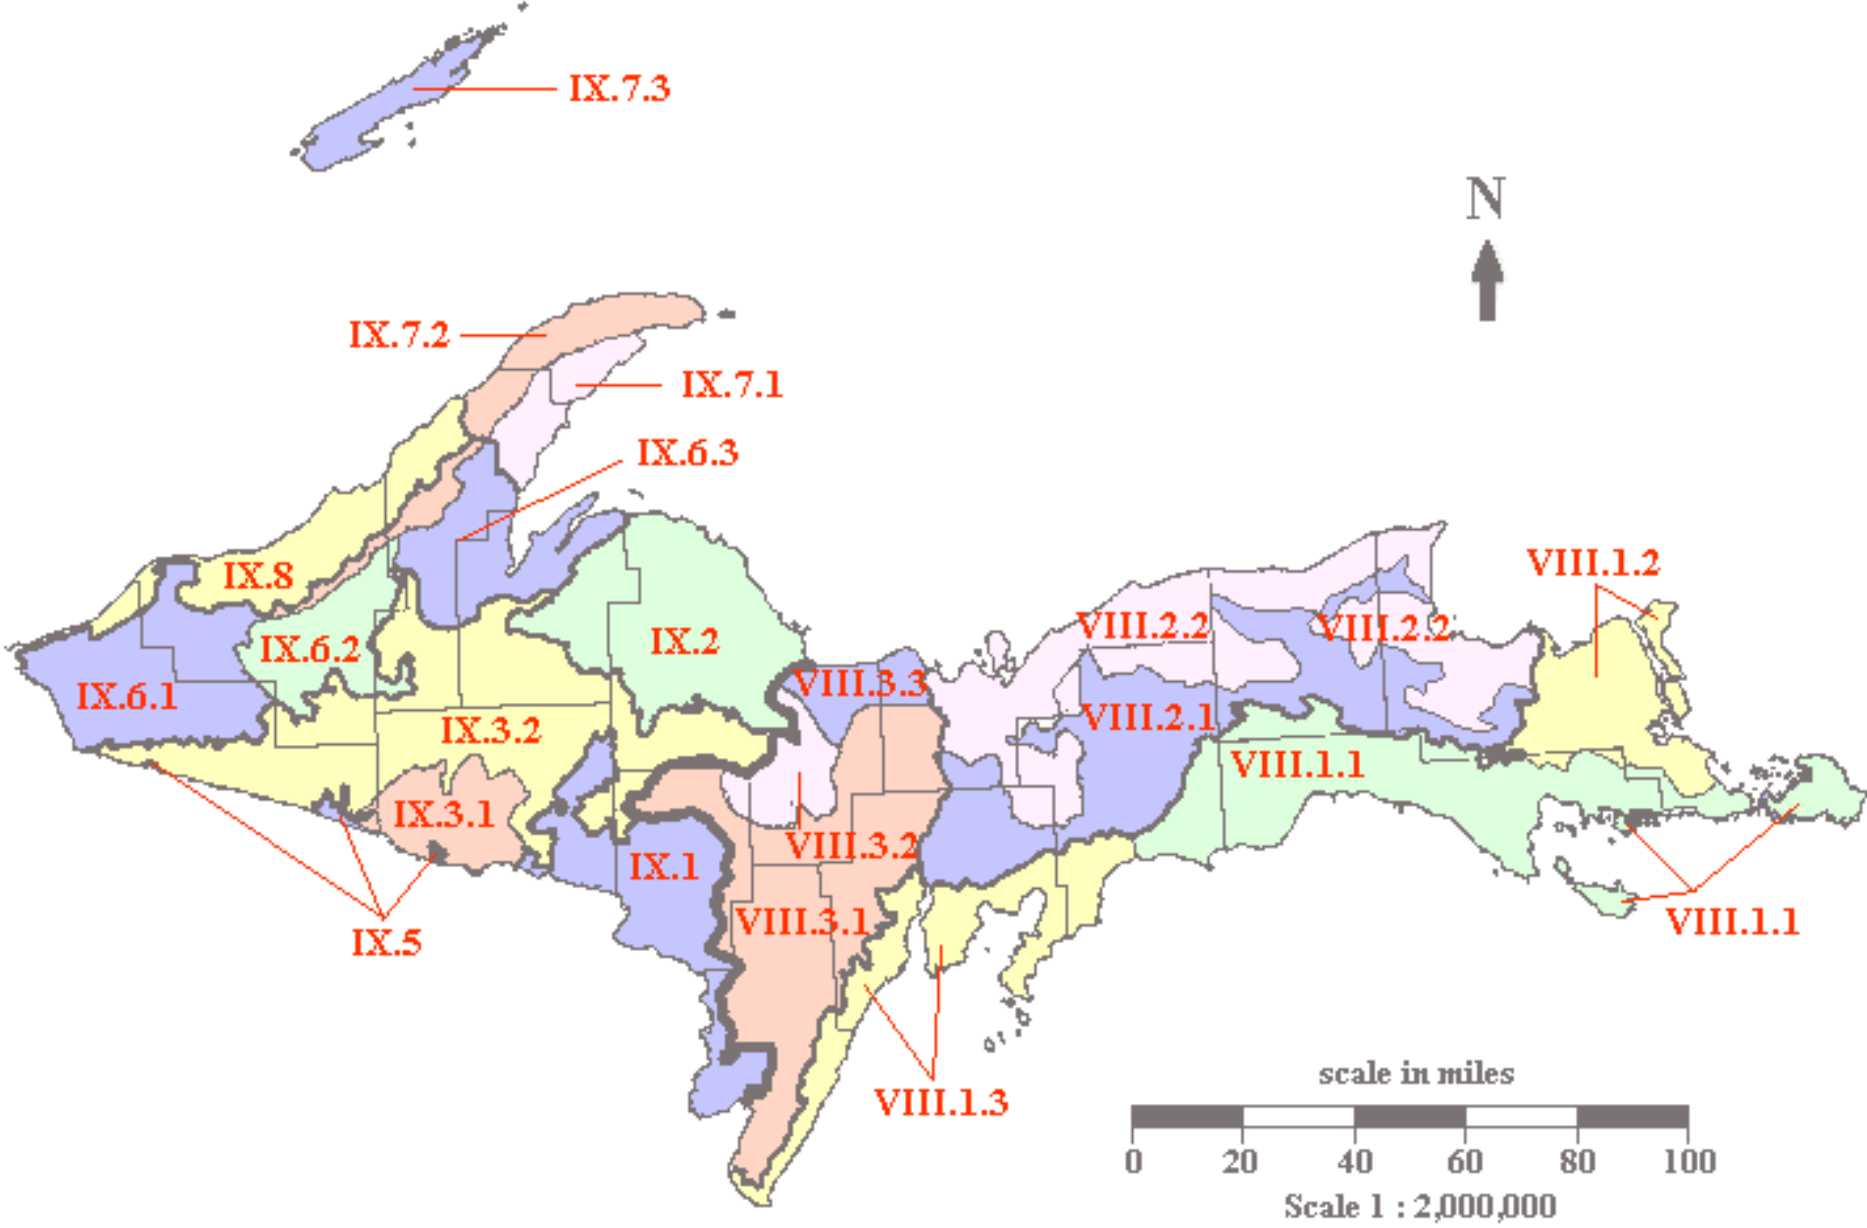 IX.7.3
N
IX.7.2
IX.7.1
IX.6.3
VIII.1.2
IX.8
VIII.2.2
VIII.2.2
IX.2
IX.6.2
VIII.3.3
IX.6.1
VIII.2.1
IX.3.2
VIII.1.1
IX.3.1
VIII.3.2
IX.1
VIII.3.1
VIII.1.1
IX.5
scale in miles
VIII.1.3
0 20 40 60 80 100
Scale 1 : 2,000,000